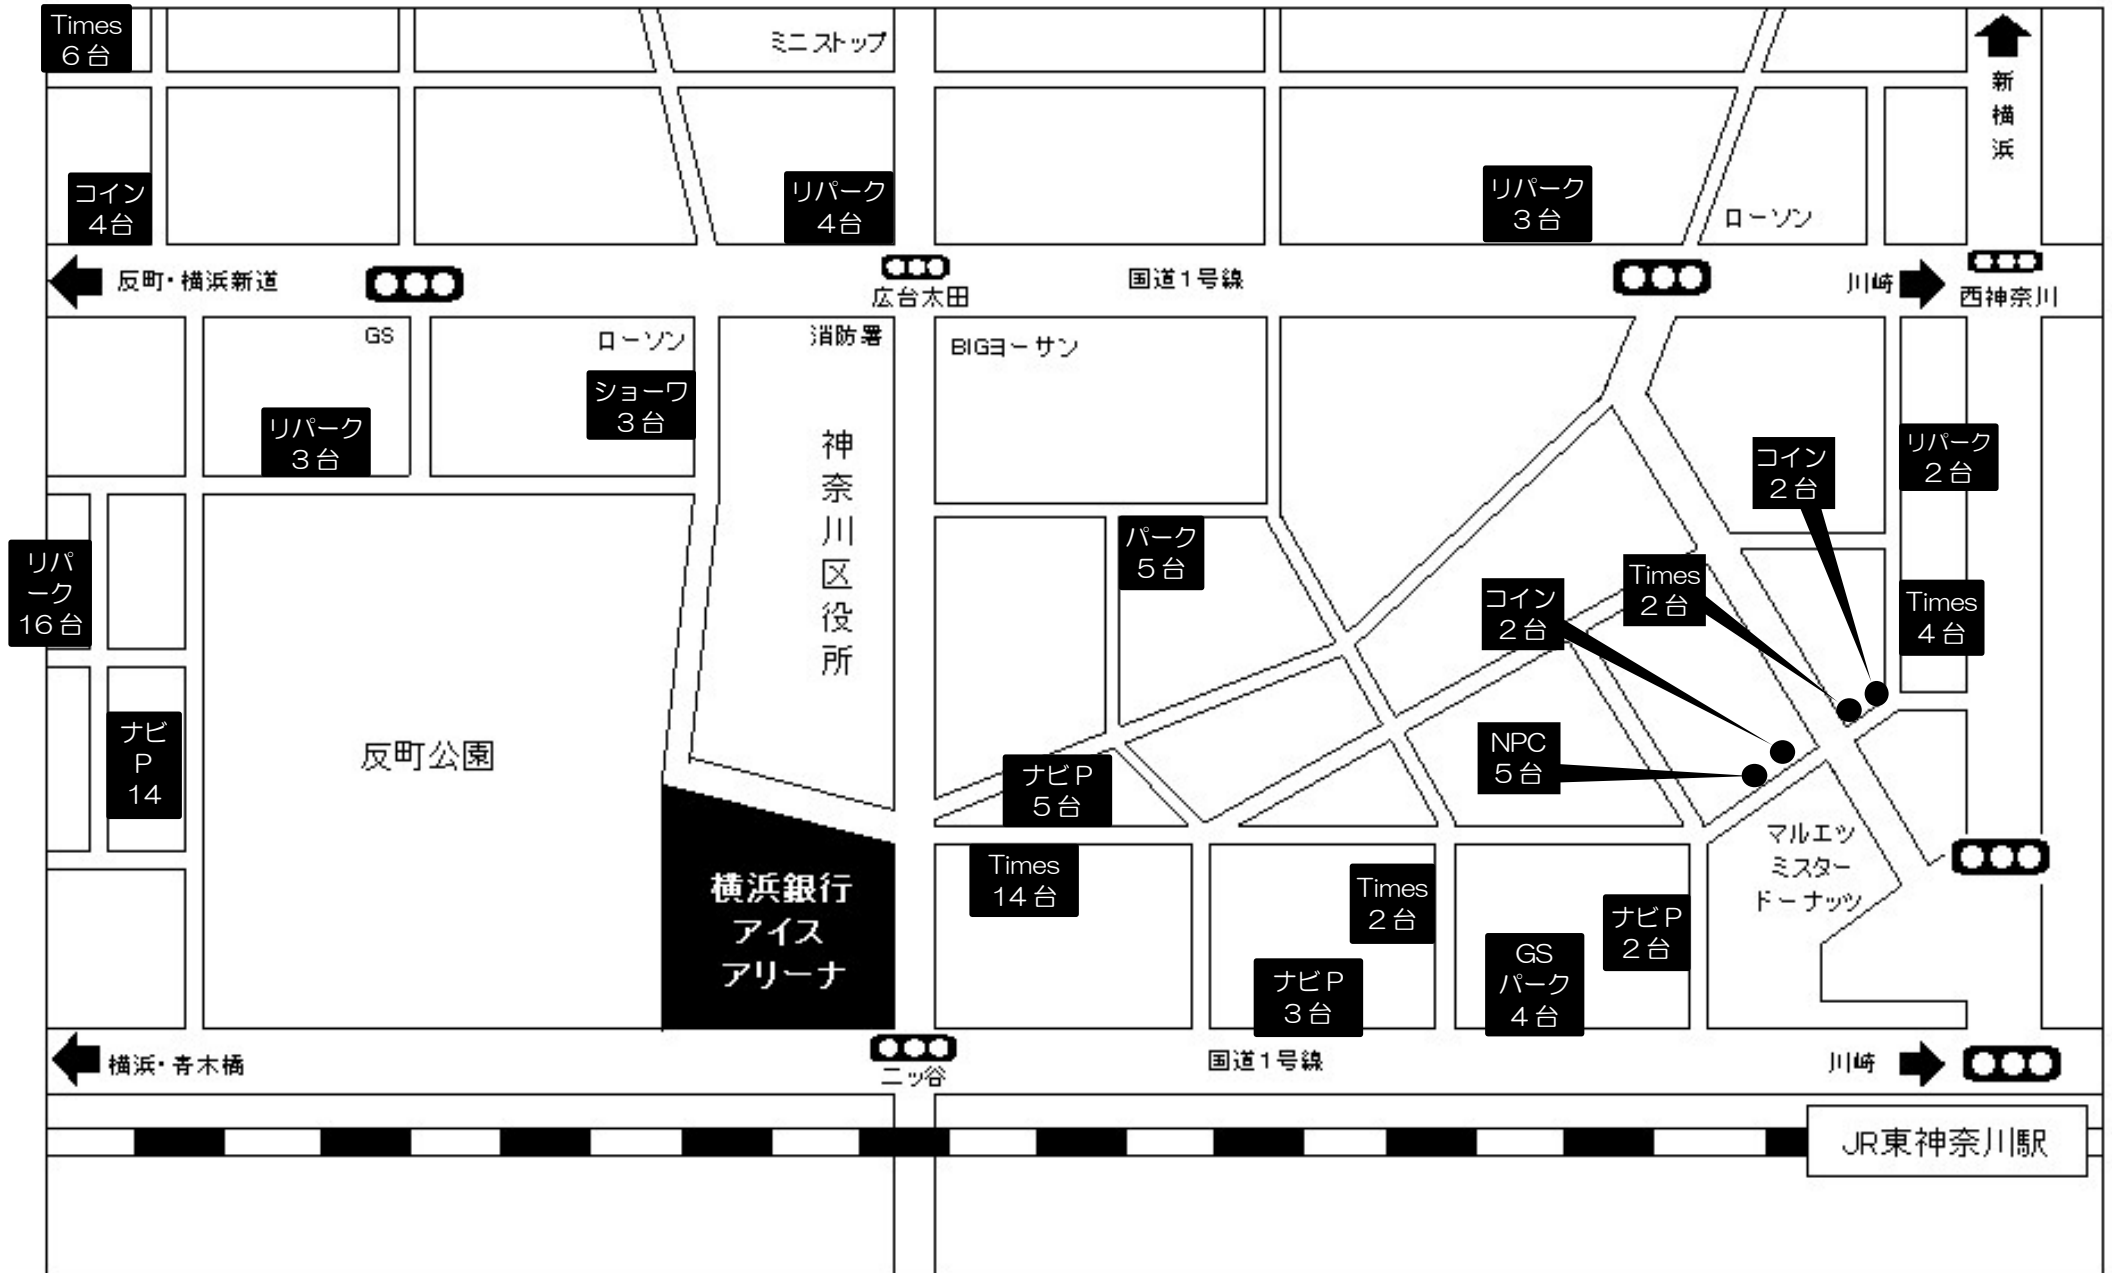 Times
6台
ミニストップ
新
横
浜
コイン
4台
リパーク
4台
リパーク
3台
ローソン
反町・横浜新道
広台太田
国道1号線
川崎
西神奈川
GS
ローソン
消防署
BIGヨーサン
ショーワ
3台
リパーク
3台
神
奈
川
区
役
所
コイン
2台
リパーク
2台
パーク
5台
リパ
ーク
16台
コイン
2台
Times
2台
Times
4台
ナビ
P
14
反町公園
ナビP
5台
NPC
5台
マルエツ
ミスター
ドーナッツ
横浜銀行
アイス
アリーナ
Times
14台
Times
2台
ナビP
2台
ナビP
3台
GS
パーク
4台
横浜・青木橋
二ッ谷
国道1号線
川崎
JR東神奈川駅